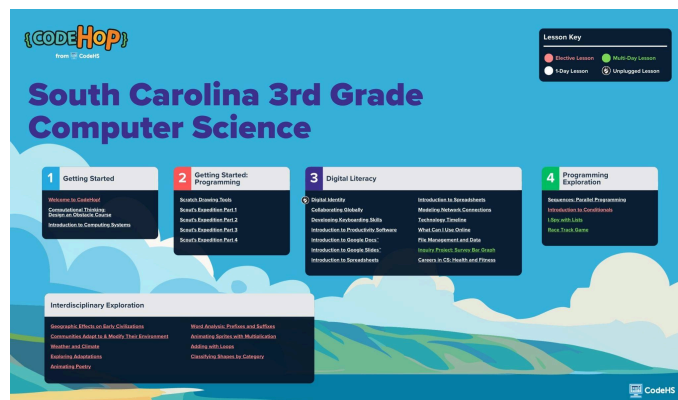 {CODEHOP}
from CodeHS
Lesson Key
Elective Lesson
Multi-Day Lesson
1-Day Lesson
Unplugged Lesson
South Carolina 3rd Grade
Computer Science
1 Getting Started
Welcome to CodeHop!
Computational Thinking:
Design an Obstacle Course
Introduction to Computing Systems
2 Getting Started:
Programming
Scratch Drawing Tools
Scout's Expedition Part 1
Scout's Expedition Part 2
Scout's Expedition Part 3
Scout's Expedition Part 4
3 Digital Literacy
Digital Identity
Collaborating Globally
Developing Keyboarding Skills
Introduction to Productivity Software
Introduction to Google Docs™
Introduction to Google Slides™
Introduction to Spreadsheets
Introduction to Spreadsheets
Modeling Network Connections
Technology Timeline
What Can I Use Online
File Management and Data
Inquiry Project: Survey Bar Graph
Careers in CS: Health and Fitness
4 Programming
Exploration
Sequences: Parallel Programming
Introduction to Conditionals
I Spy with Lists
Race Track Game
Interdisciplinary Exploration
Geographic Effects on Early Civilizations
Communities Adapt to & Modify Their Environment
Weather and Climate
Exploring Adaptations
Animating Poetry
Word Analysis: Prefixes and Suffixes
Animating Sprites with Multiplication
Adding with Loops
Classifying Shapes by Category
CodeHS